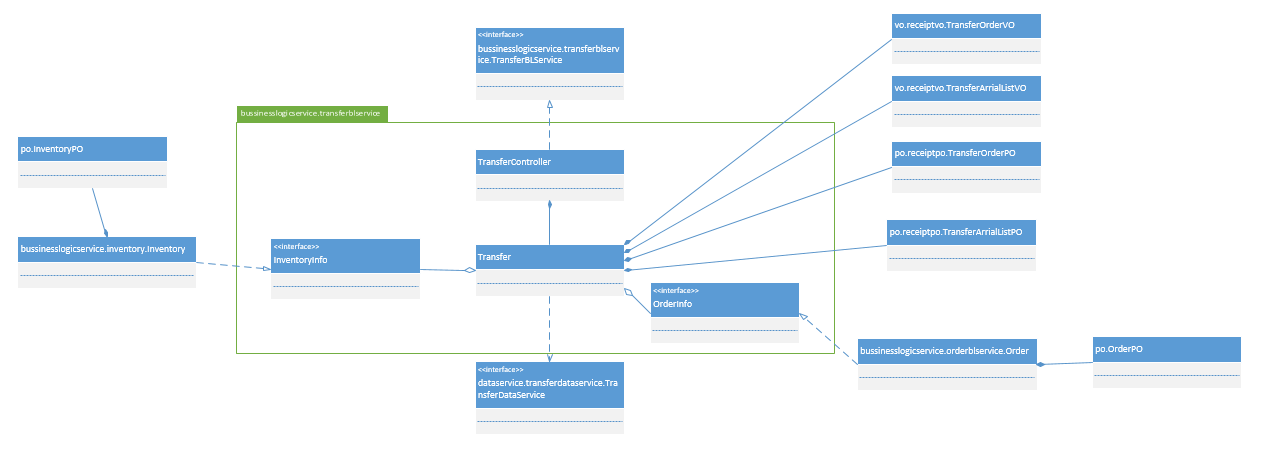 vo.receiptvo.TransferOrderVO
<<interface>>
bussinesslogicservice.transferblserv
ice.TransferBLService
vo.receiptvo.TransferArrialListVO
bussinesslogicservice.transferblservice
po.InventoryPO
TransferController
po.receiptpo.TransferOrderPO
po.receiptpo.TransferArrialListPO
bussinesslogicservice.inventory.Inventory
<<interface>>
InventoryInfo
Transfer
<<interface>>
OrderInfo
bussinesslogicservice.orderblservice.Order
po.OrderPO
<<interface>>
dataservice.transferdataservice.Tra
nsferDataService